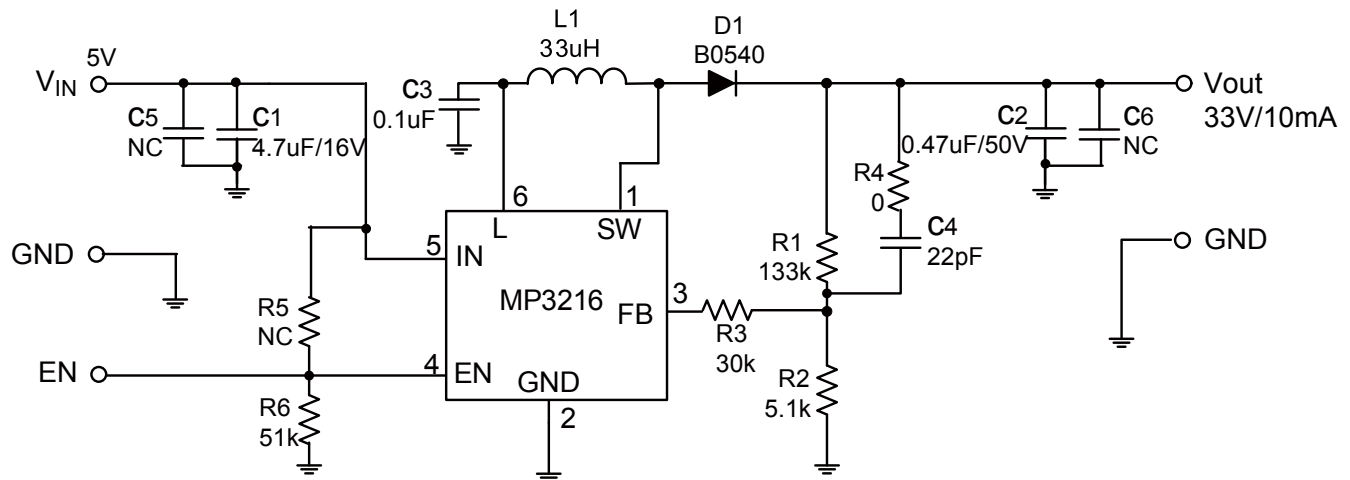 L1
33uH
D1
B0540
5V
VIN
C3
0.1uF
Vout
33V/10mA
C5
NC
C1
4.7uF/16V
C2
0.47uF/50V
C6
NC
R4
0
6
1
L
SW
C4
22pF
GND
5
IN
R1
133k
GND
MP3216
3
FB
R5
NC
R3
30k
EN
4
EN
GND
R2
5.1k
R6
51k
2